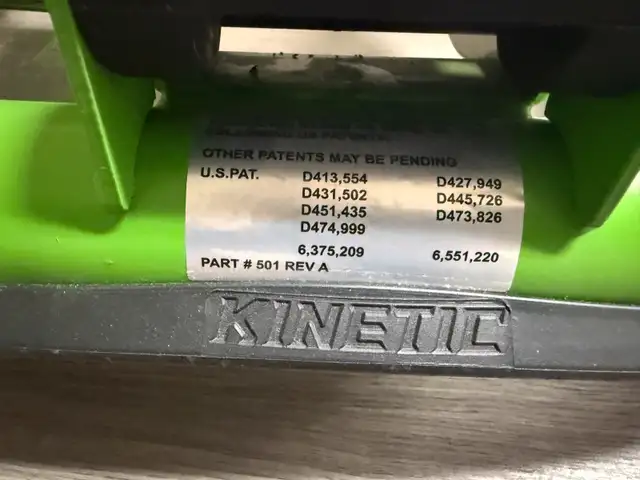 OTHER PATENTS MAY BE PENDING
U.S.PAT. D413,554 D427,949
D431,502 D445,726
D451,435 D473,826
D474,999
6,375,209 6,551,220
PART # 501 REV A
KINETIC